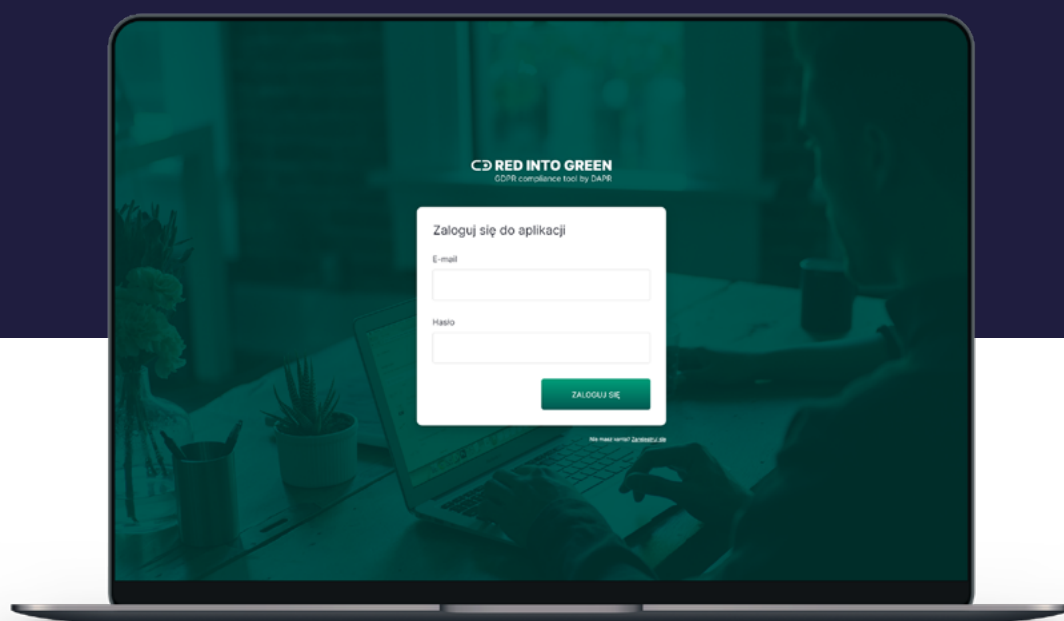 RED INTO GREEN
GDPR compliance tool by DAPR
Zaloguj się do aplikacji
E-mail
Hasło
ZALOGUJ SIĘ
Nie masz konta? Zarejestruj się